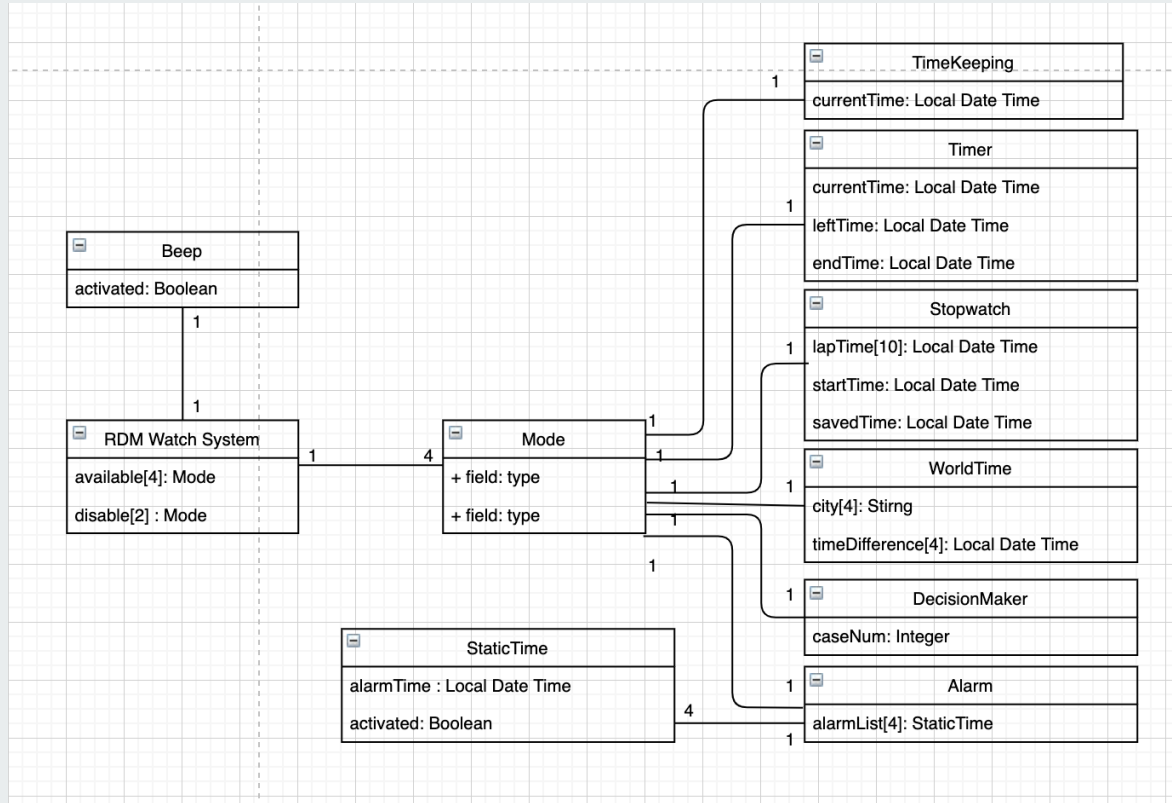 TimeKeeping
1
currentTime: Local Date Time
Timer
currentTime: Local Date Time
1
leftTime: Local Date Time
endTime: Local Date Time
Beep
activated: Boolean
1
Stopwatch
1
lapTime[10]: Local Date Time
startTime: Local Date Time
savedTime: Local Date Time
1
RDM Watch System
1
4
available[4]: Mode
disable[2] : Mode
Mode
+ field: type
+ field: type
1
1
1
1
1
WorldTime
1
city[4]: Stirng
timeDifference[4]: Local Date Time
DecisionMaker
1
caseNum: Integer
StaticTime
alarmTime : Local Date Time
activated: Boolean
4
Alarm
1
alarmList[4]: StaticTime
1